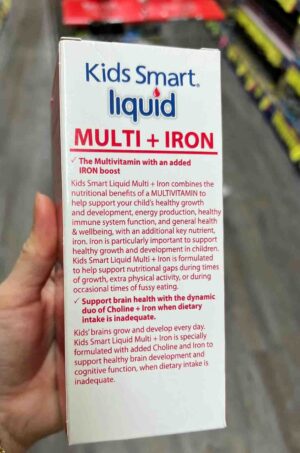 Kids Smart®
liquid
MULTI + IRON
✓ The Multivitamin with an added
IRON boost
Kids Smart Liquid Multi + Iron combines the
nutritional benefits of a MULTIVITAMIN to
help support your child's healthy growth
and development, energy production, healthy
immune system function, and general health
& wellbeing, with an additional key nutrient,
iron. Iron is particularly important to support
healthy growth and development in children.
Kids Smart Liquid Multi + Iron is formulated
to help support nutritional gaps during times
of growth, extra physical activity, or during
occasional times of fussy eating.
✓ Support brain health with the dynamic
duo of Choline + Iron when dietary
intake is inadequate.
Kids' brains grow and develop every day.
Kids Smart Liquid Multi + Iron is specially
formulated with added Choline and Iron to
support healthy brain development and
cognitive function, when dietary intake is
inadequate.